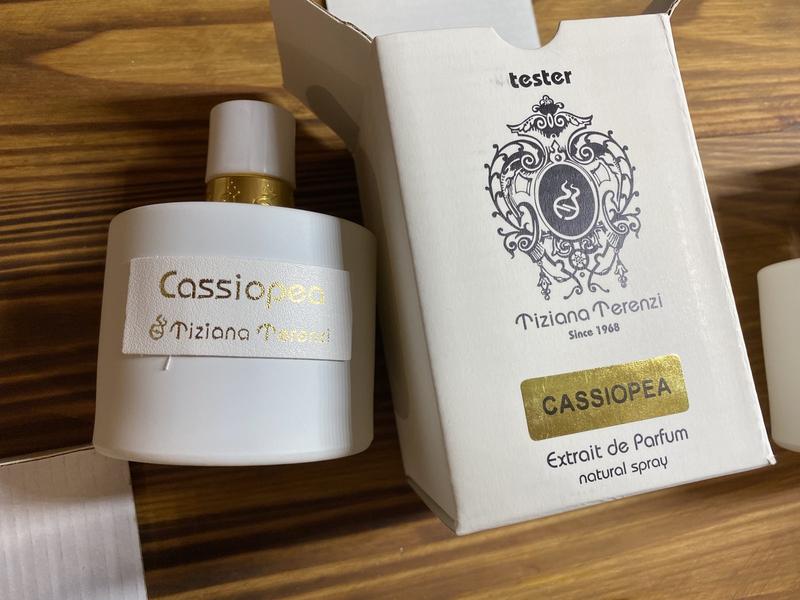 Cassiopea
Tiziana Terenzi
tester
Tiziana Terenzi
Since 1968
CASSIOPEA
Extrait de Parfum
natural spray